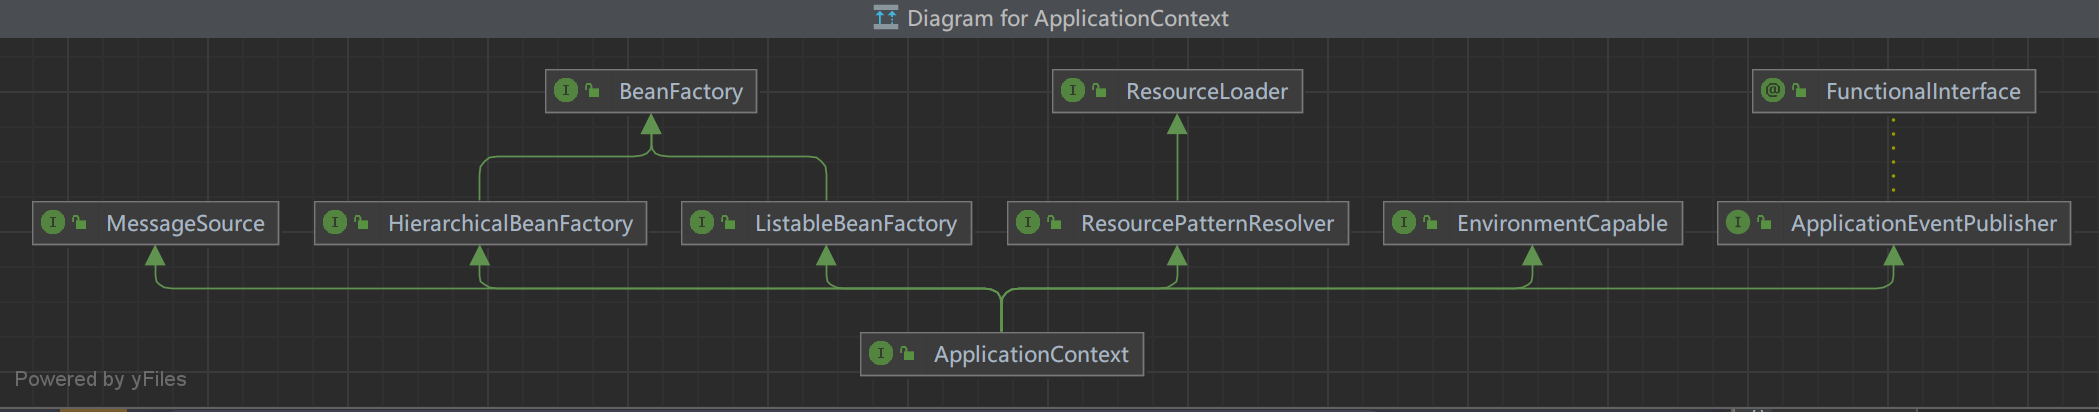 Diagram for ApplicationContext
BeanFactory
ResourceLoader
FunctionalInterface
MessageSource
HierarchicalBeanFactory
ListableBeanFactory
ResourcePatternResolver
EnvironmentCapable
ApplicationEventPublisher
ApplicationContext
Powered by yFiles